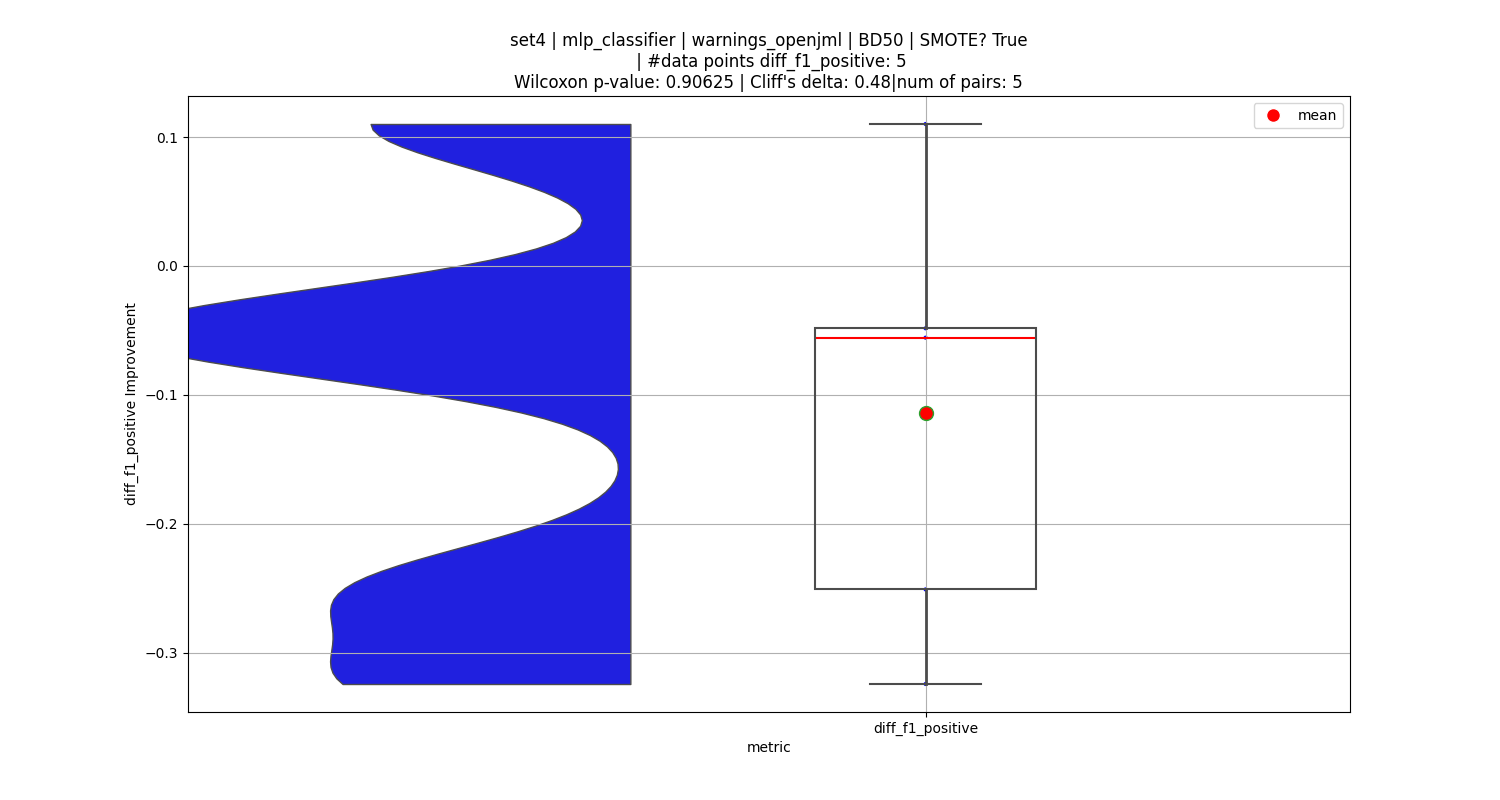 set4 | mlp_classifier | warnings_openjml | BD50 | SMOTE? True
| #data points diff_f1_positive: 5
Wilcoxon p-value: 0.90625 | Cliff's delta: 0.48|num of pairs: 5
mean
0.1
0.0
−0.1
−0.2
−0.3
diff_f1_positive Improvement
diff_f1_positive
metric